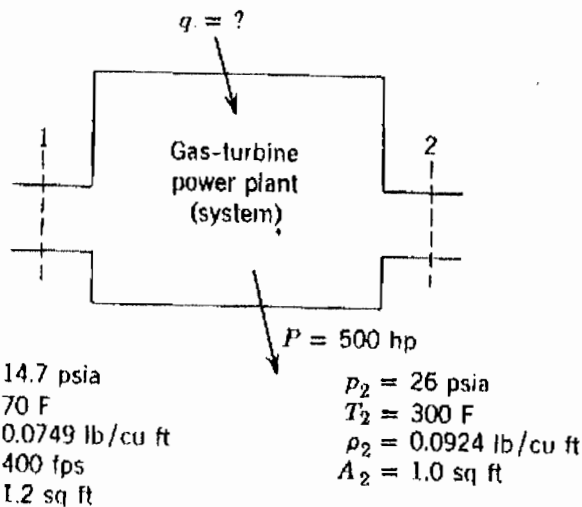 q = ?
1
Gas-turbine
power plant
(system)
2
P = 500 hp
14.7 psia
70 F
0.0749 lb/cu ft
400 fps
1.2 sq ft
p₂ = 26 psia
T₂ = 300 F
ρ₂ = 0.0924 lb/cu ft
A₂ = 1.0 sq ft